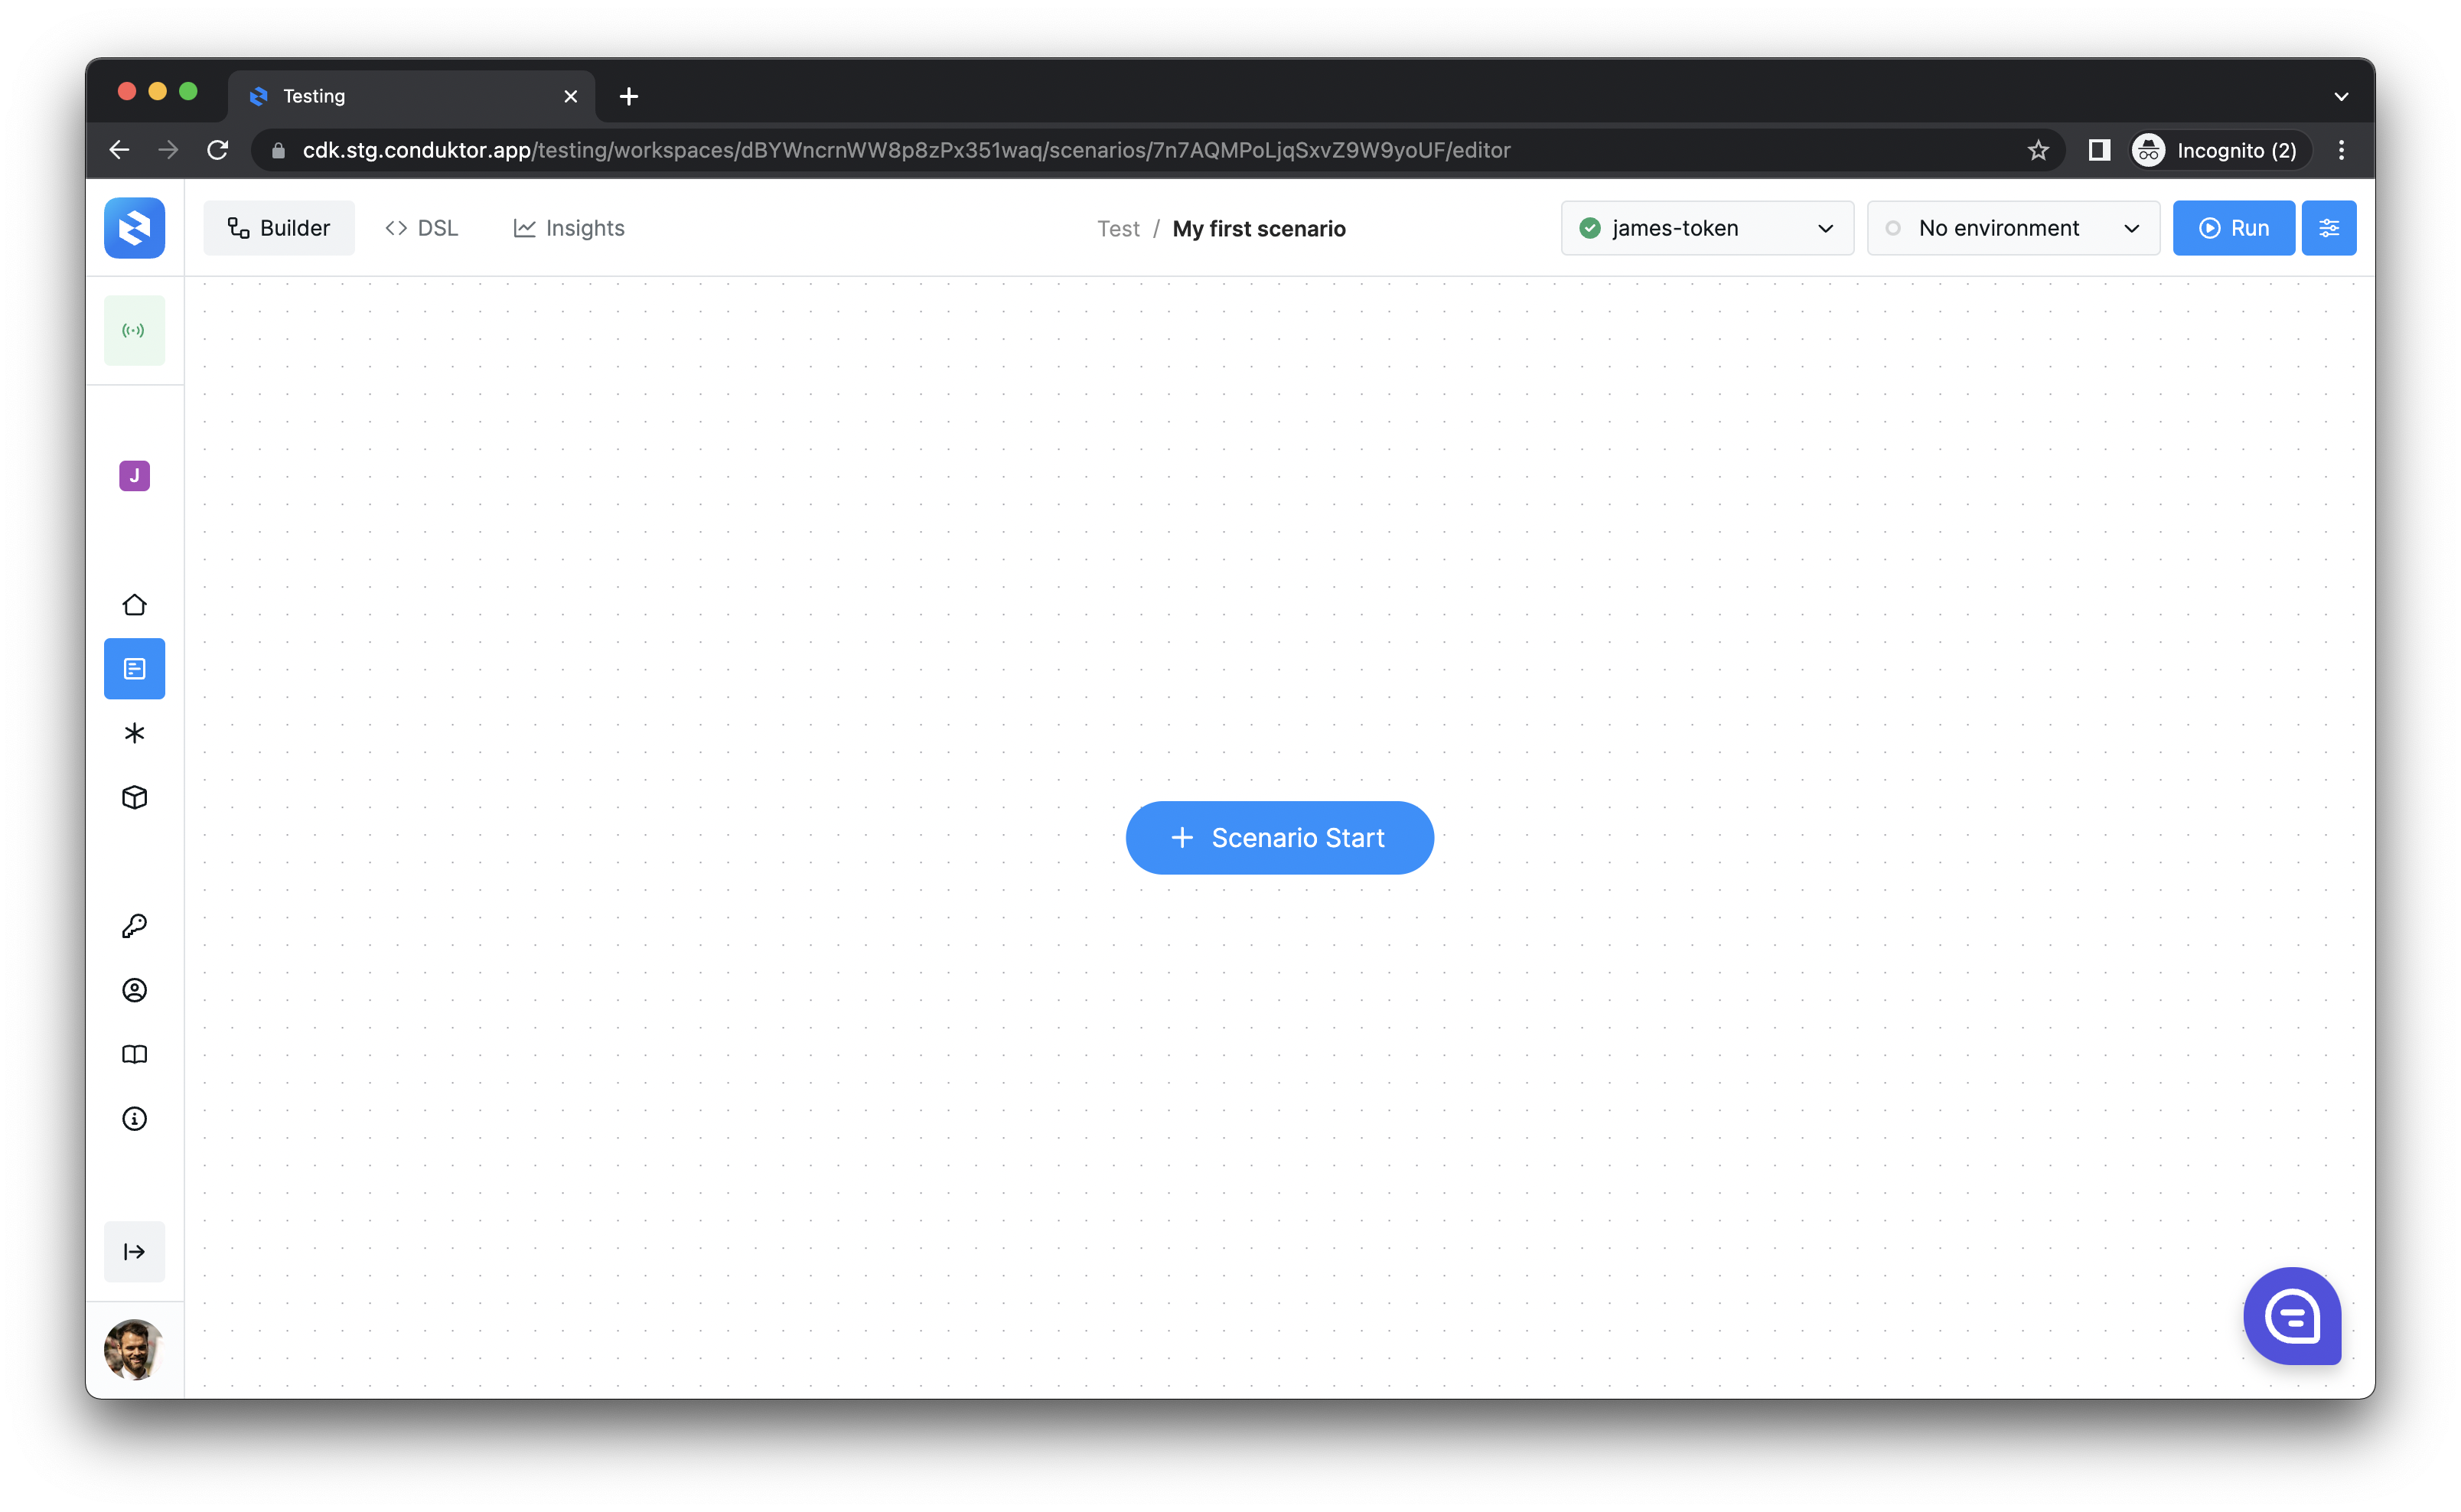 Testing
cdk.stg.conduktor.app/testing/workspaces/dBYWncrnWW8p8zPx351waq/scenarios/7n7AQMPoLjqSxvZ9W9yoUF/editor
Incognito (2)
Builder
DSL
Insights
Test / My first scenario
james-token
No environment
Run
J
Scenario Start